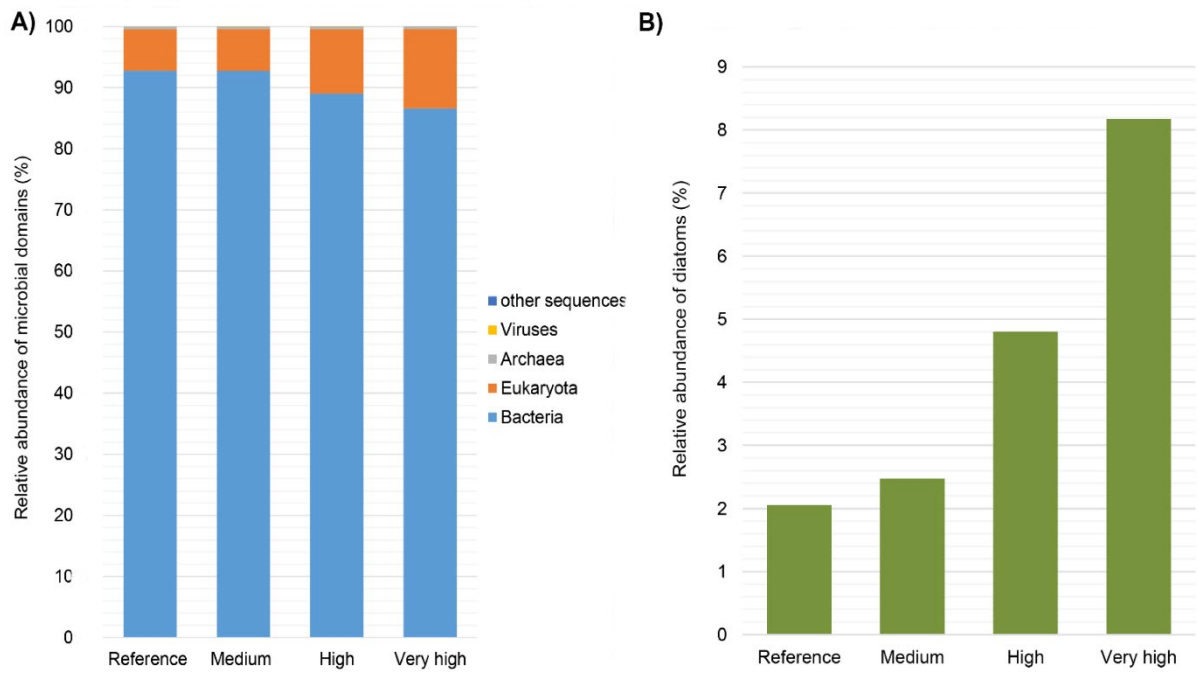 A)
Relative abundance of microbial domains (%)
100
90
80
70
60
50
40
30
20
10
0
Reference Medium High Very high
other sequences
Viruses
Archaea
Eukaryota
Bacteria
B)
Relative abundance of diatoms (%)
9
8
7
6
5
4
3
2
1
0
Reference Medium High Very high